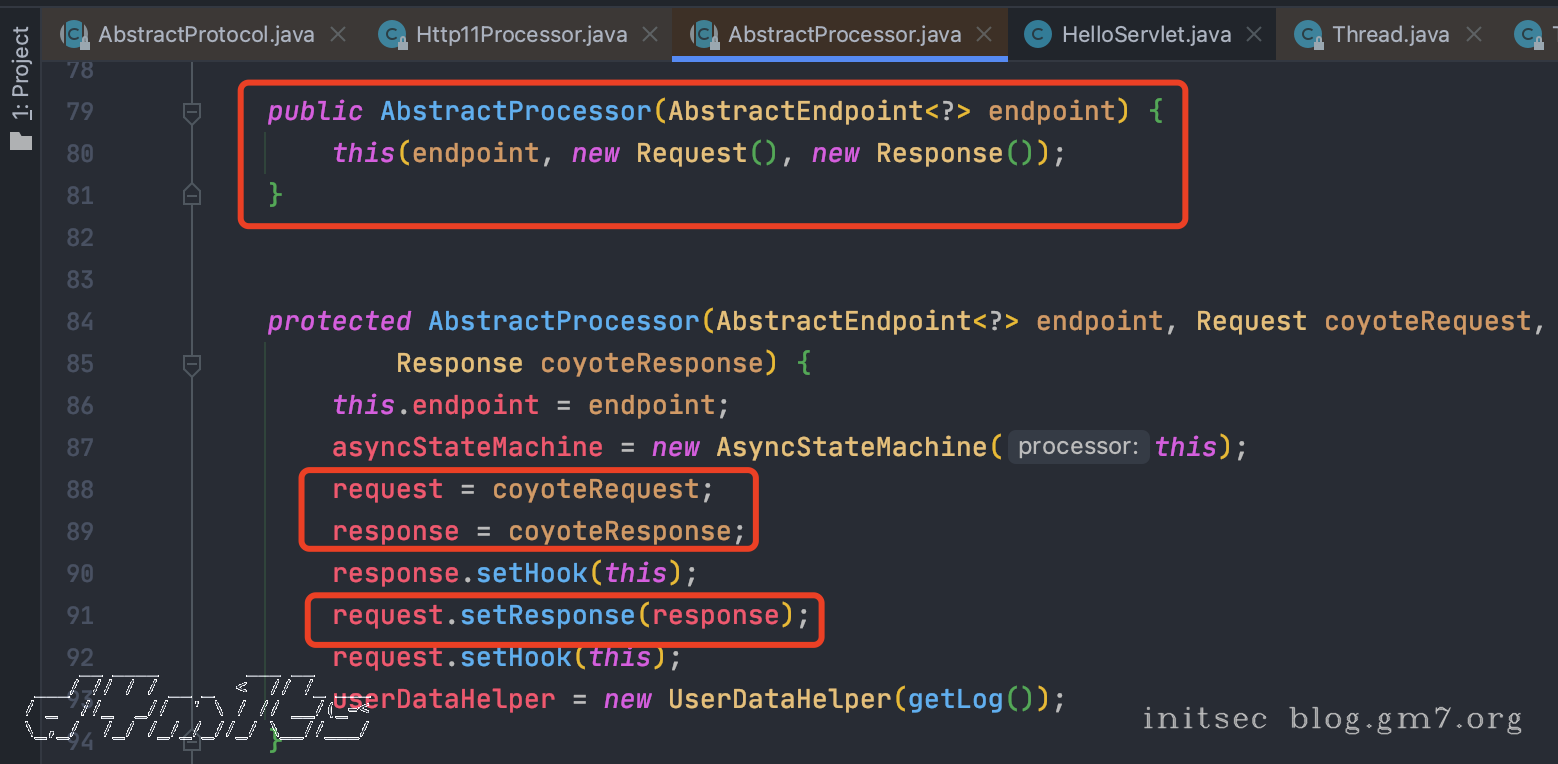 AbstractProtocol.java Http11Processor.java AbstractProcessor.java HelloServlet.java Thread.java
1: Project
78
79 public AbstractProcessor(AbstractEndpoint<?> endpoint) {
80 this(endpoint, new Request(), new Response());
81 }
82
83
84 protected AbstractProcessor(AbstractEndpoint<?> endpoint, Request coyoteRequest,
85 Response coyoteResponse) {
86 this.endpoint = endpoint;
87 asyncStateMachine = new AsyncStateMachine( processor: this);
88 request = coyoteRequest;
89 response = coyoteResponse;
90 response.setHook(this);
91 request.setResponse(response);
92 request.setHook(this);
93 userDataHelper = new UserDataHelper(getLog());
94 }
initsec blog.gm7.org